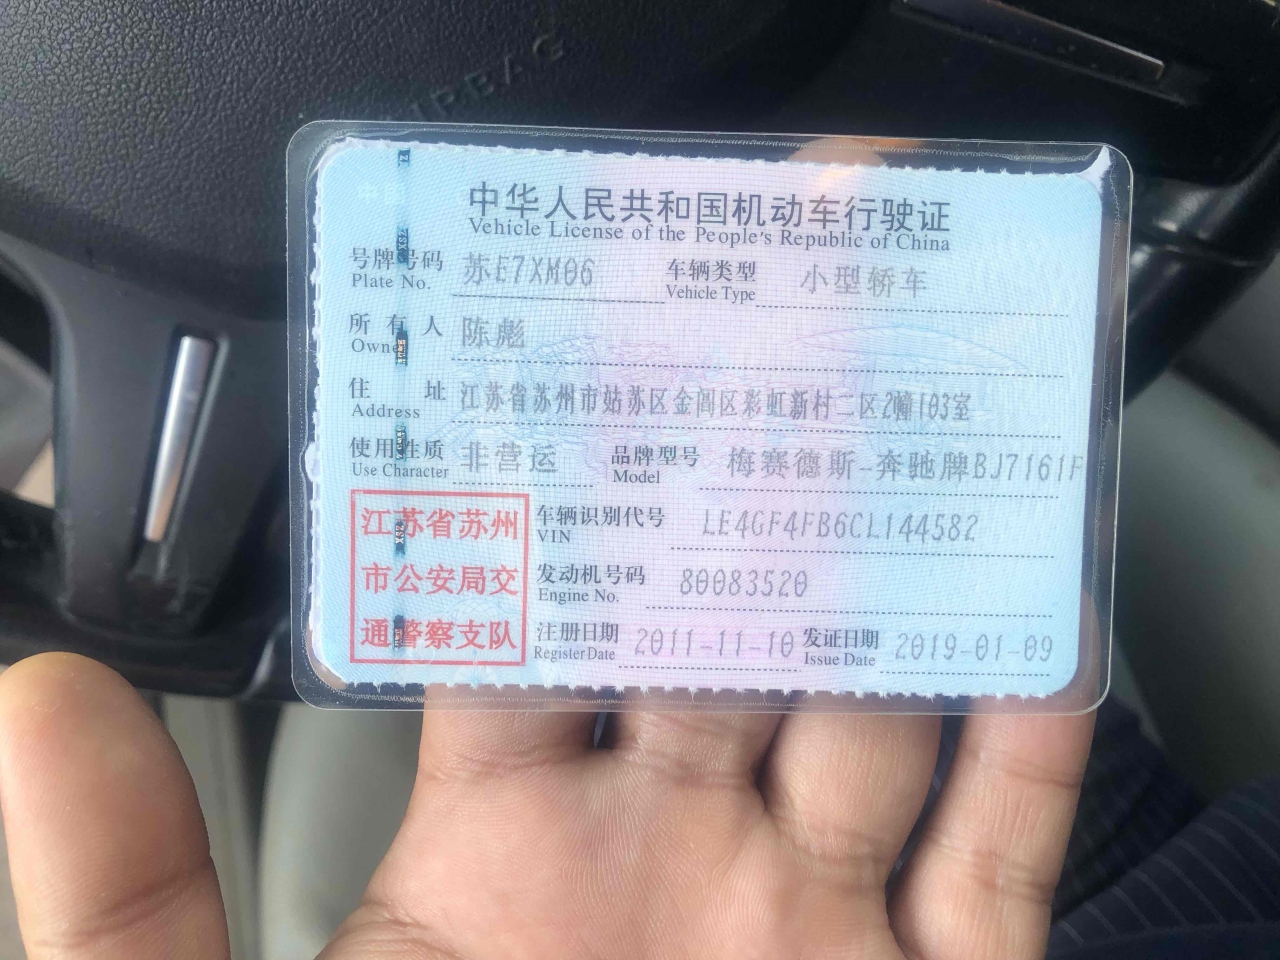 AIRBAG
中华人民共和国机动车行驶证
Vehicle License of the People's Republic of China
号牌号码 苏E7XM06 车辆类型 小型轿车
Plate No. Vehicle Type
所有人 陈彪
Owner
住址 江苏省苏州市姑苏区金阊区彩虹新村二区2幢103室
Address
使用性质 非营运 品牌型号 梅赛德斯-奔驰牌BJ7161F
Use Character Model
江苏省苏州
市公安局交
通警察支队
车辆识别代号 LE4GF4FB6CL144582
VIN
发动机号码 80083520
Engine No.
注册日期 2011-11-10 发证日期 2019-01-09
Register Date Issue Date